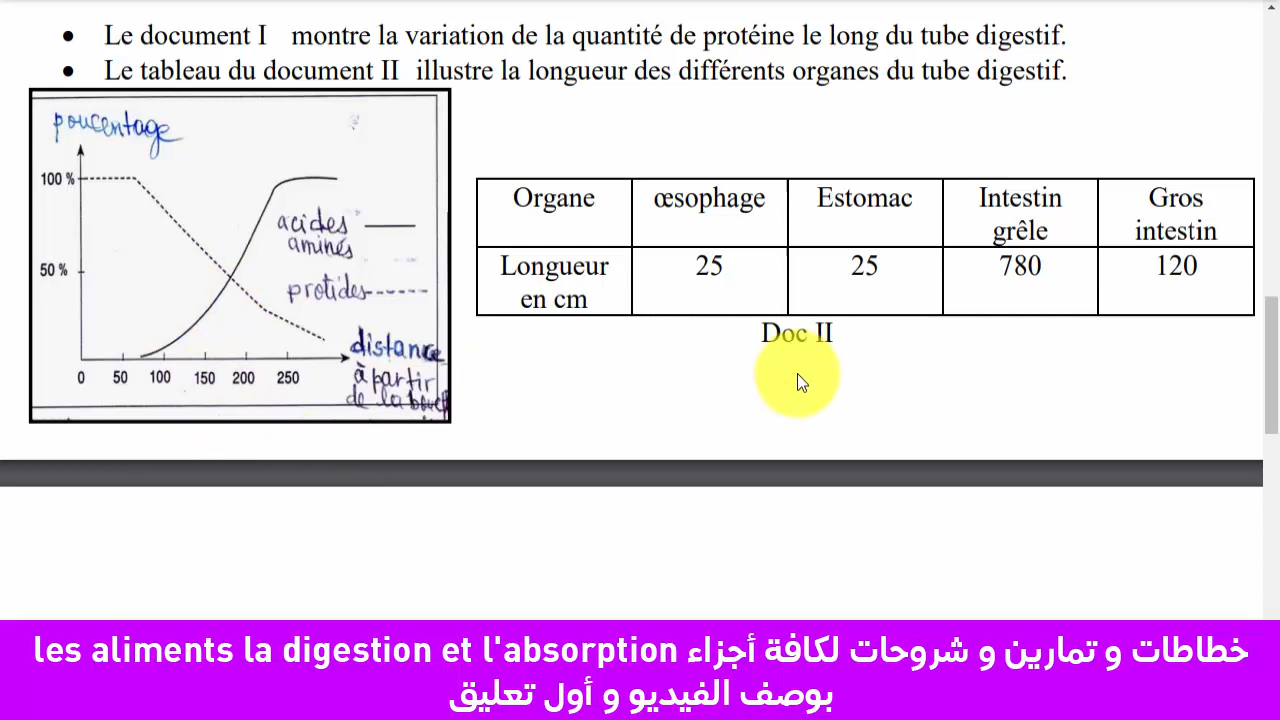 • Le document I montre la variation de la quantité de protéine le long du tube digestif.
• Le tableau du document II illustre la longueur des différents organes du tube digestif.
poucentage
100 %
50 %
acides
aminés
protides
distance
à partir
de la
0 50 100 150 200 250
Organe œsophage Estomac Intestin grêle Gros intestin
Longueur en cm 25 25 780 120
Doc II
les aliments la digestion et l'absorption خطاطات و تمارين و شروحات لكافة أجزاء
بوصف الفيديو و أول تعليق